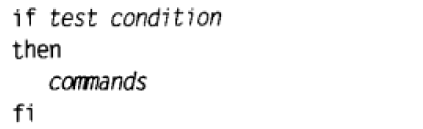 if test condition
then
   commands
fi